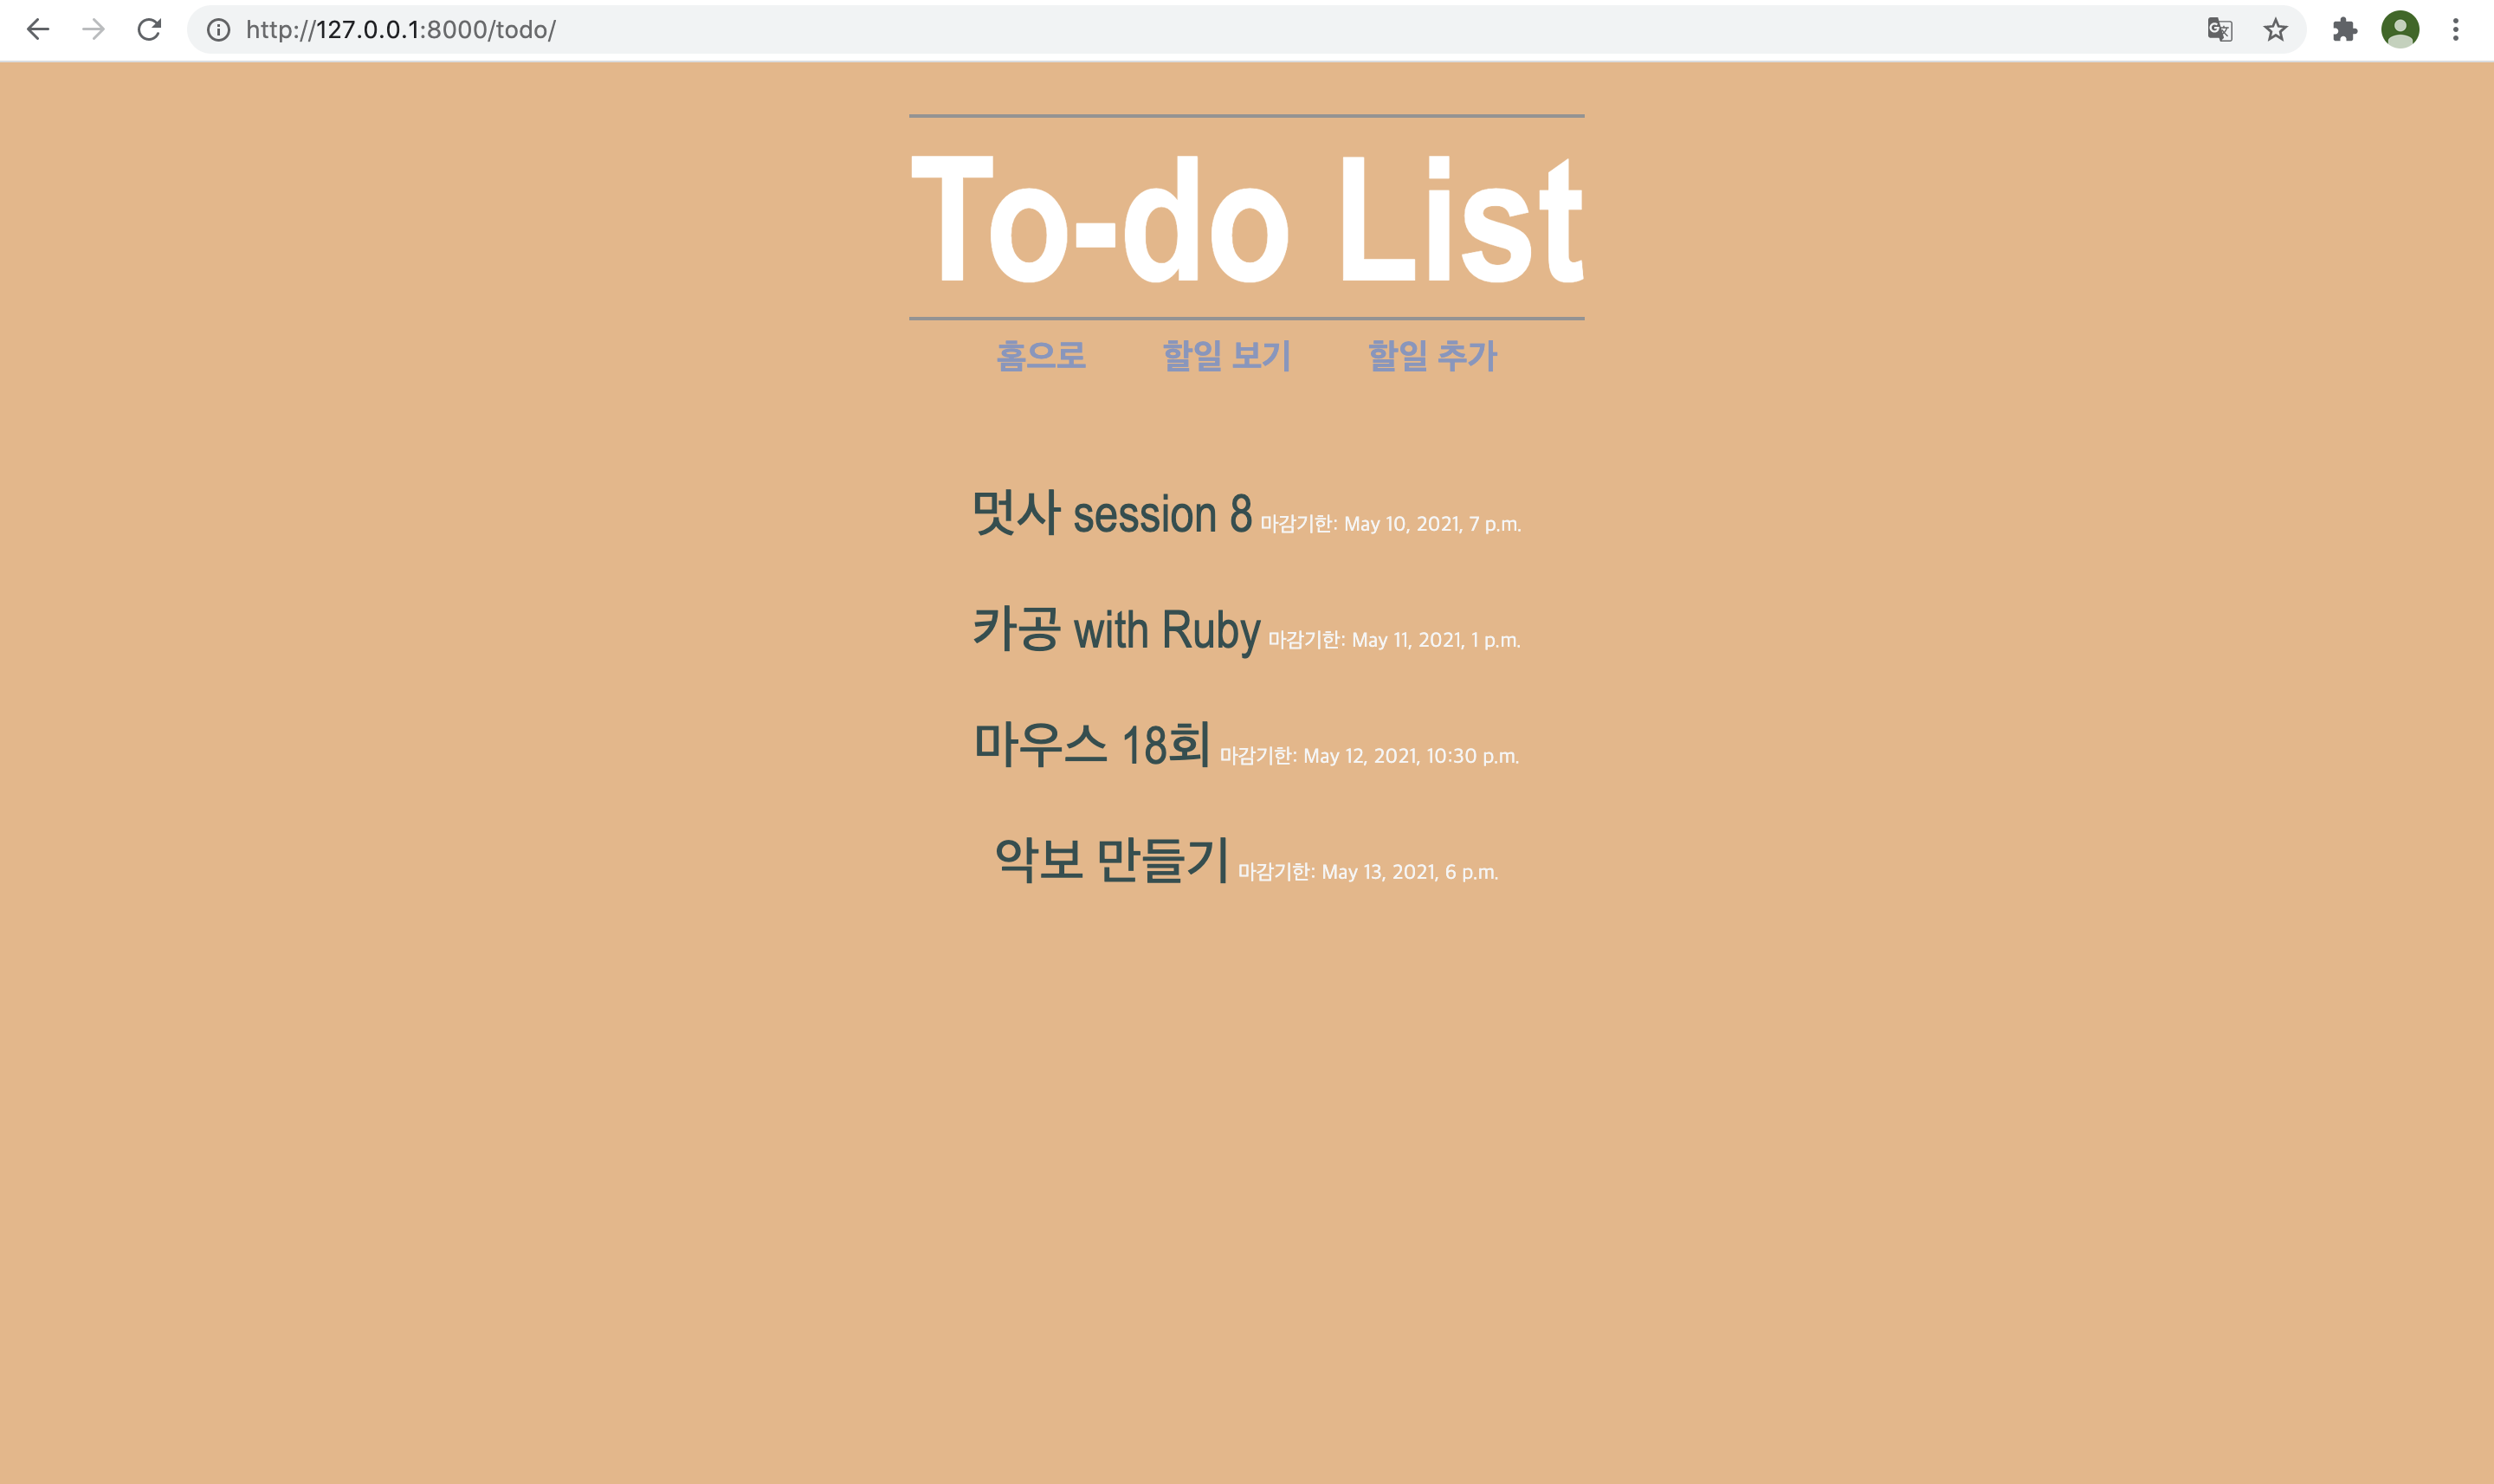 http://127.0.0.1:8000/todo/
To-do List
홈으로 할일 보기 할일 추가
멋사 session 8 마감기한: May 10, 2021, 7 p.m.
카공 with Ruby 마감기한: May 11, 2021, 1 p.m.
마우스 18회 마감기한: May 12, 2021, 10:30 p.m.
악보 만들기 마감기한: May 13, 2021, 6 p.m.